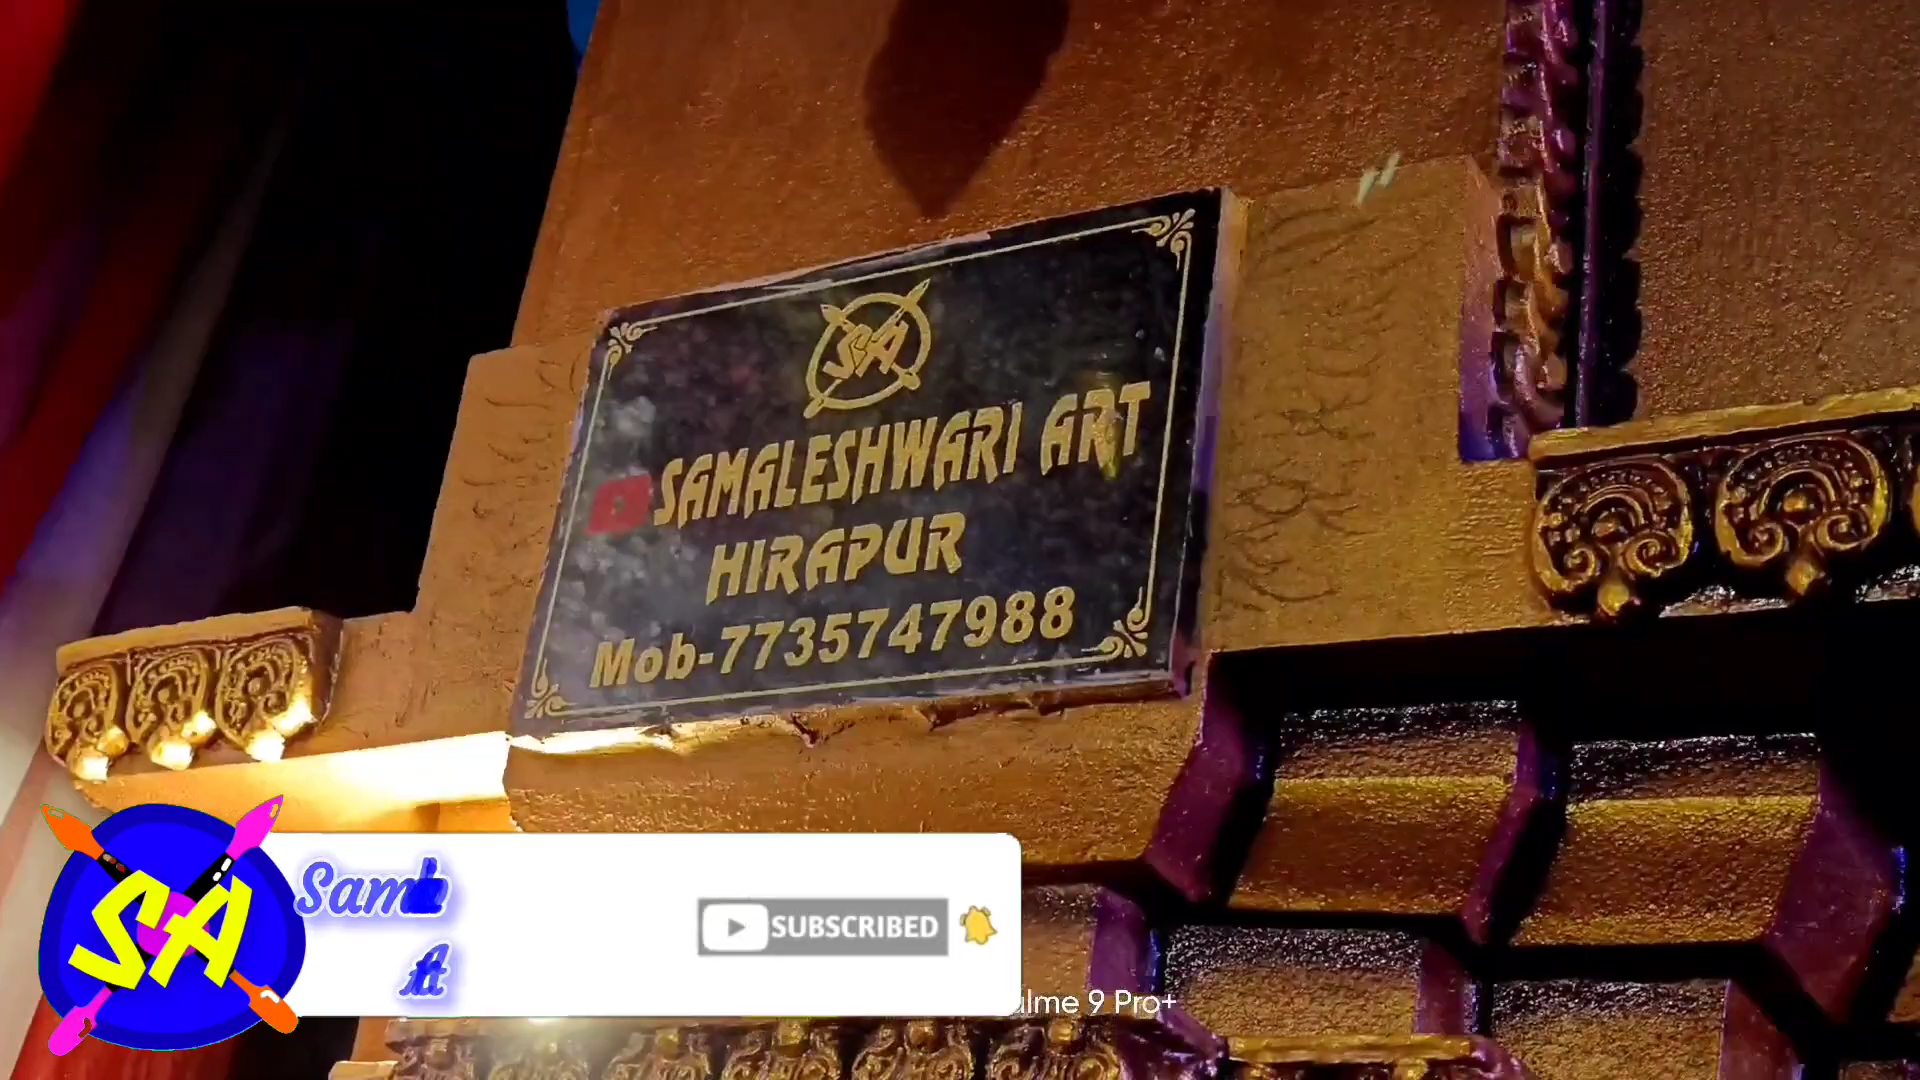 SA
SAMALESHWARI ART
HIRAPUR
Mob-7735747988
SA
SUBSCRIBED
lme 9 Pro+